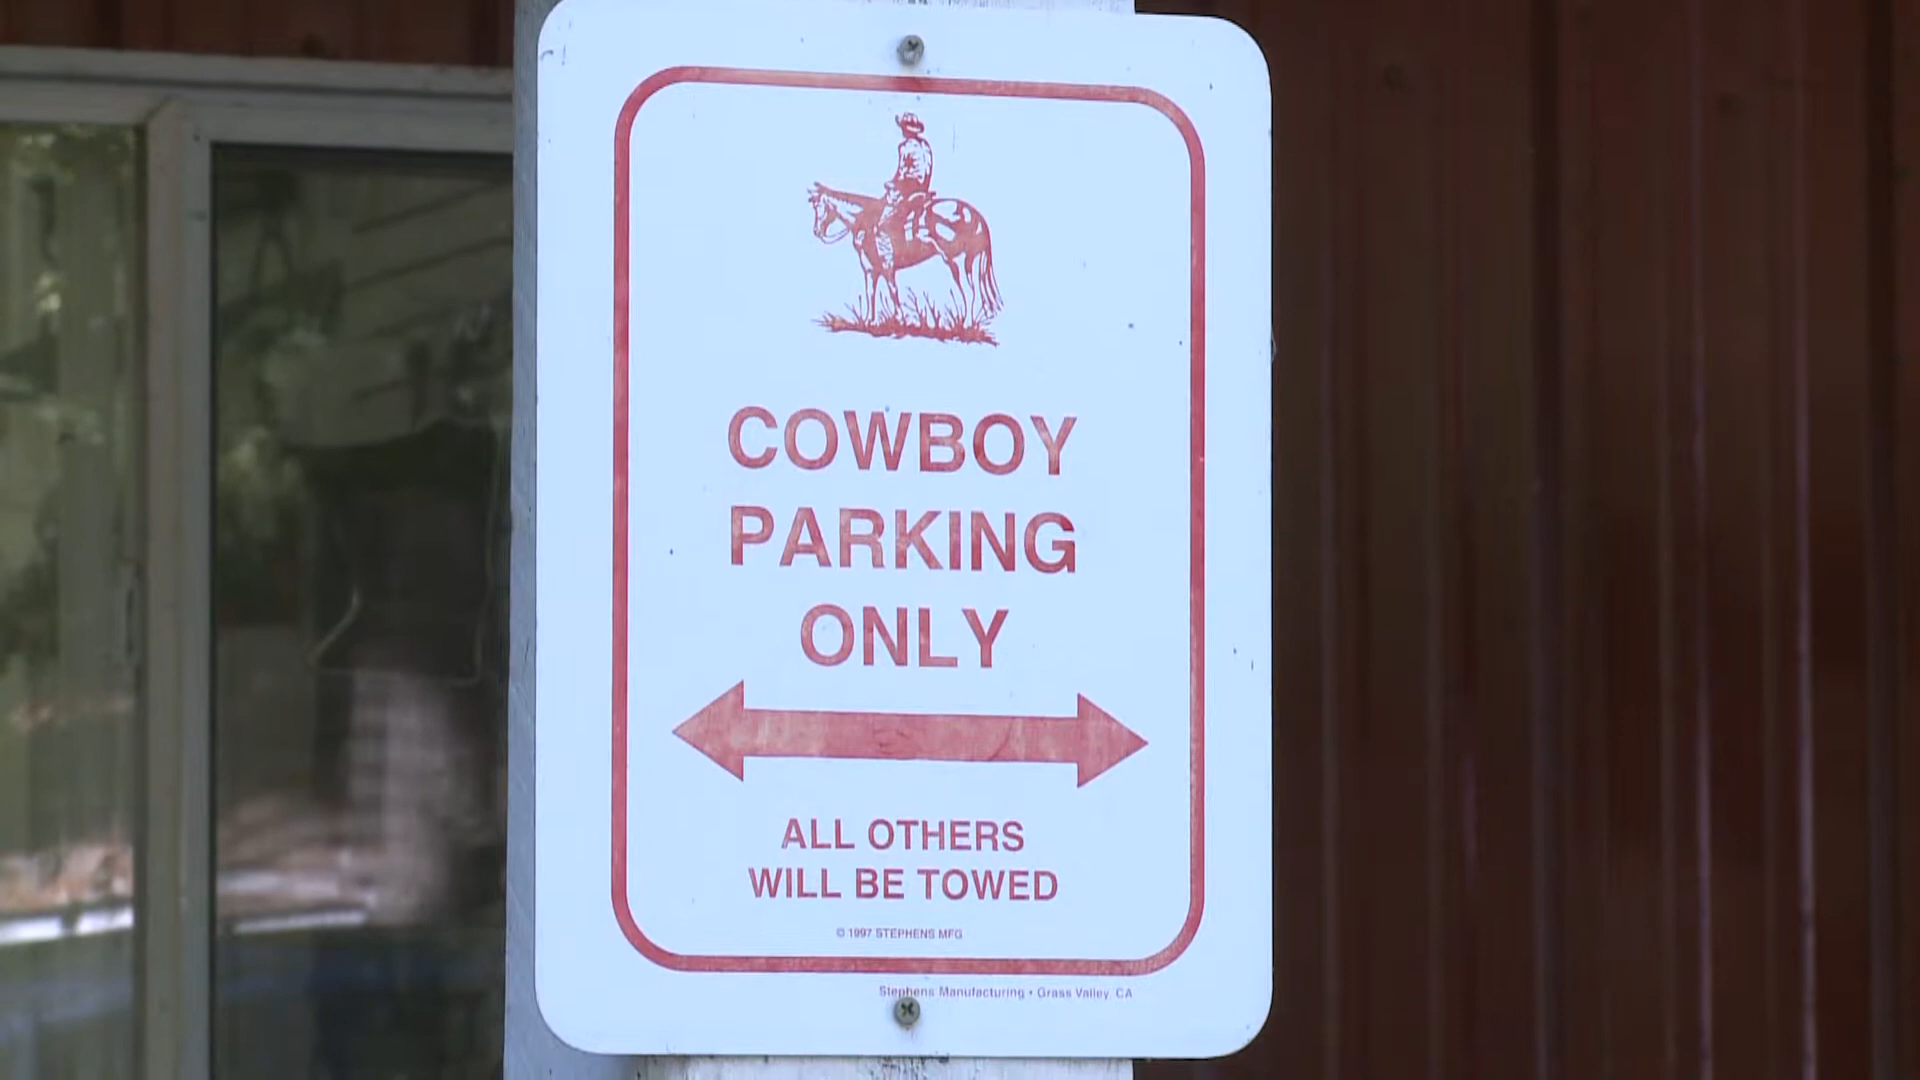 COWBOY
PARKING
ONLY
ALL OTHERS
WILL BE TOWED
© 1997 STEPHENS MFG
Stephens Manufacturing • Grass Valley, CA